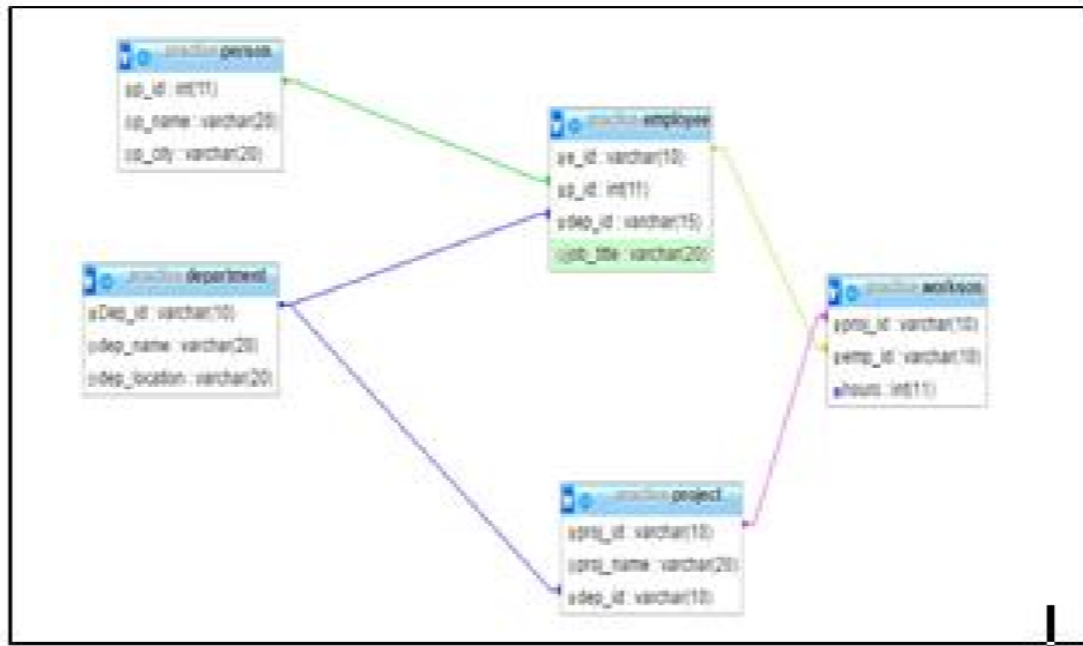 practice person
p_id : int(11)
p_name : varchar(20)
p_city : varchar(20)
practice employee
e_id : varchar(10)
p_id : int(11)
dep_id : varchar(15)
job_title : varchar(20)
practice department
Dep_id : varchar(10)
dep_name : varchar(20)
dep_location : varchar(20)
practice workson
proj_id : varchar(10)
emp_id : varchar(10)
hours : int(11)
practice project
proj_id : varchar(10)
proj_name : varchar(20)
dep_id : varchar(10)